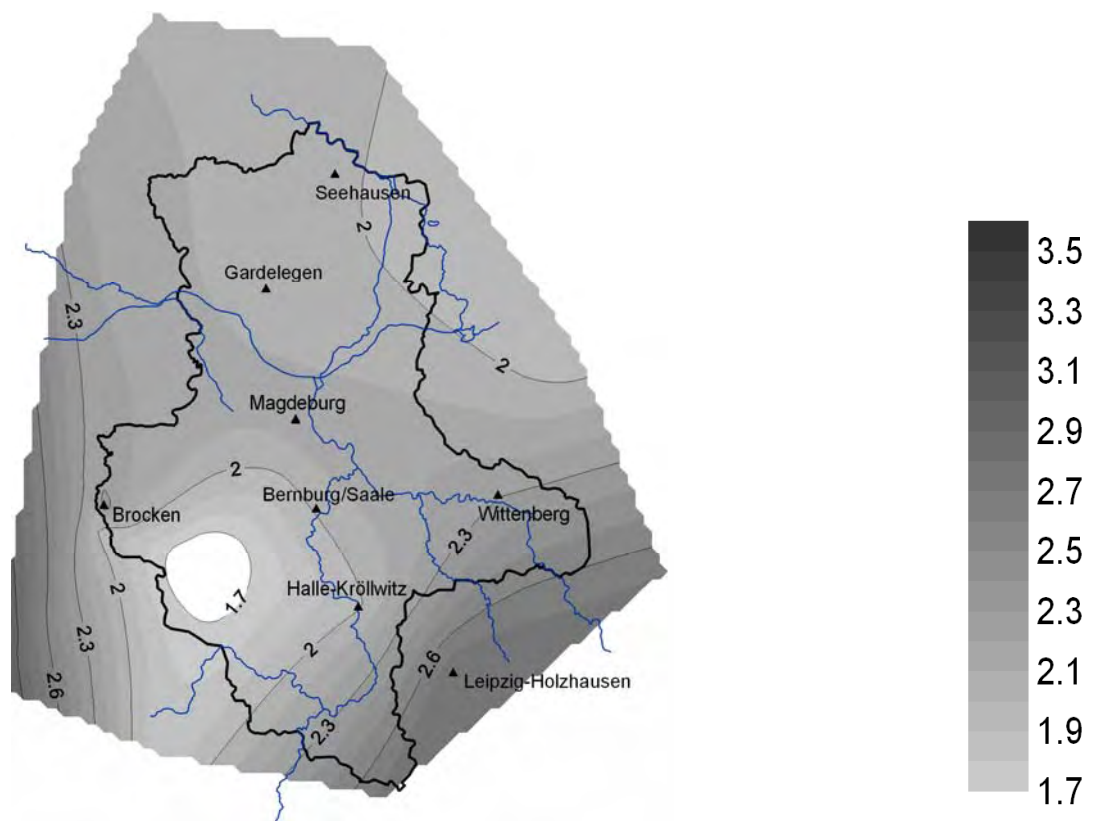 Seehausen
2
Gardelegen
2.3
2
Magdeburg
2
Bernburg/Saale
Brocken
Wittenberg
2.3
2
Halle-Kröllwitz
1.7
2.3
2
2.6
2.6
Leipzig-Holzhausen
2.3
3.5
3.3
3.1
2.9
2.7
2.5
2.3
2.1
1.9
1.7